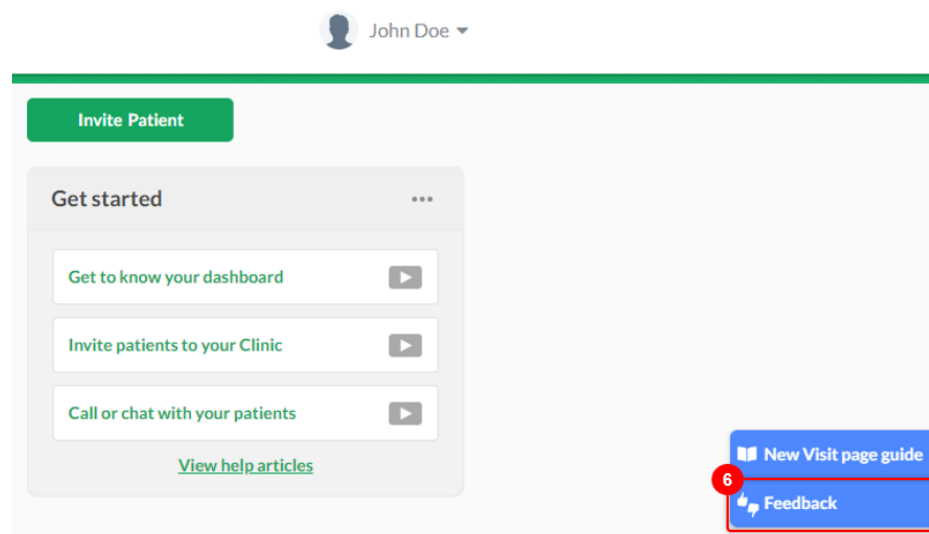 John Doe
Invite Patient
Get started
Get to know your dashboard
Invite patients to your Clinic
Call or chat with your patients
View help articles
New Visit page guide
6
Feedback